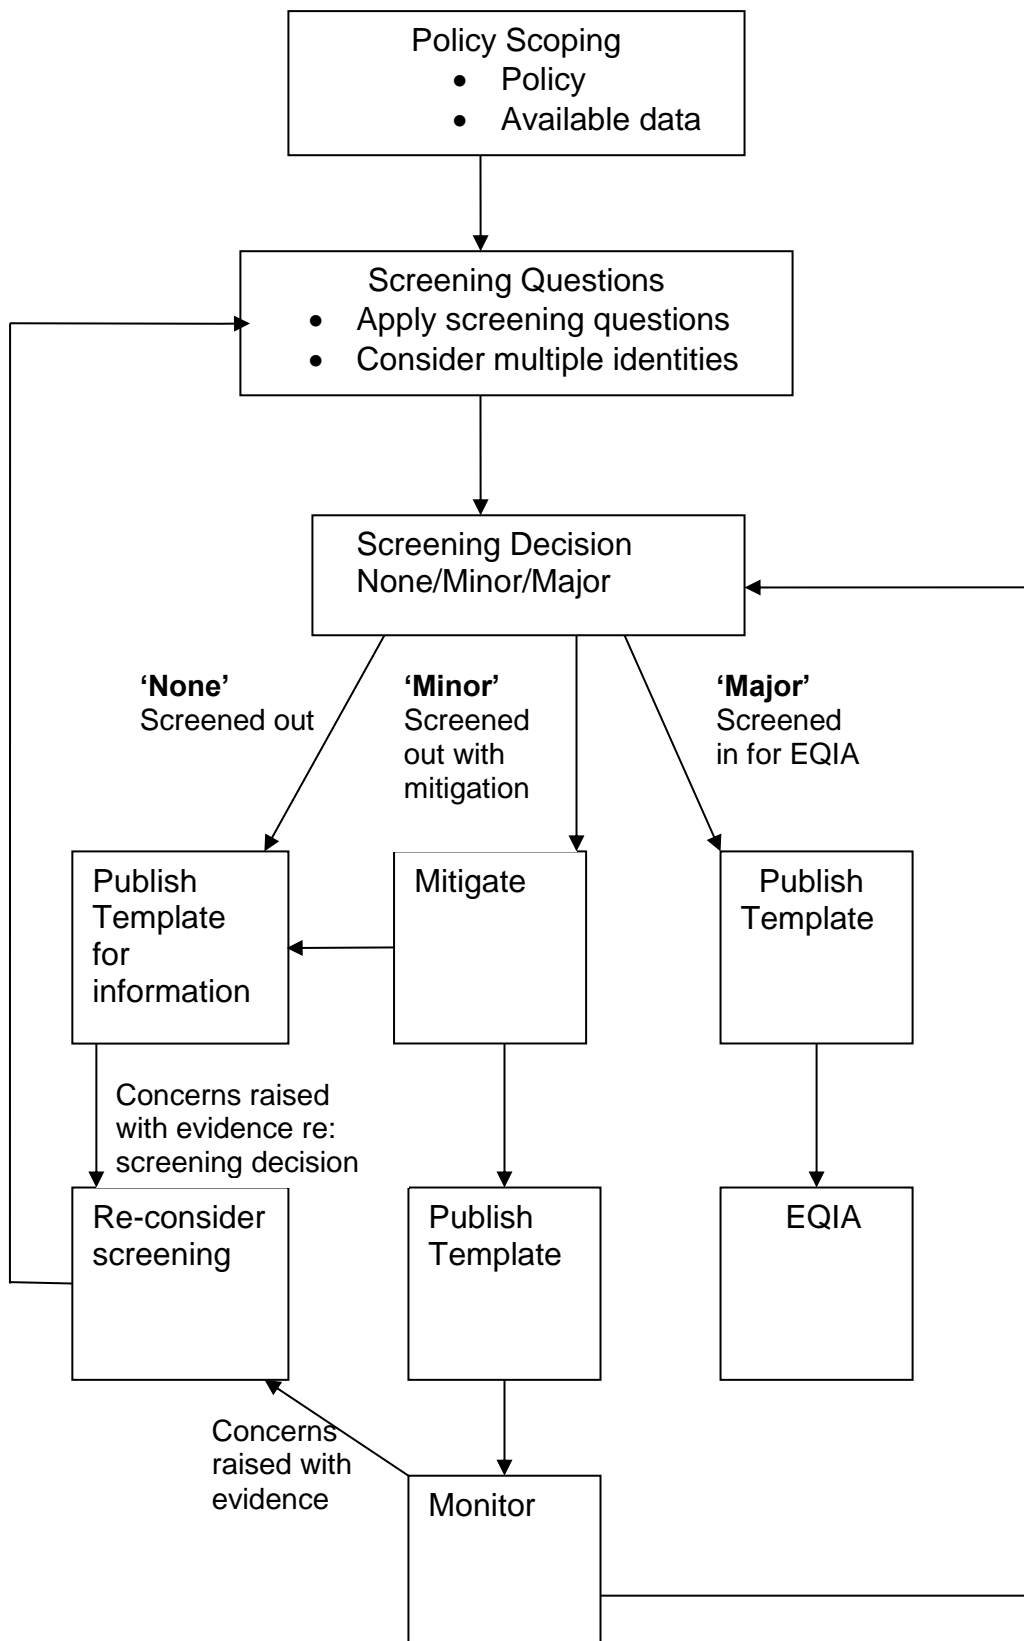 Policy Scoping
• Policy
• Available data
Screening Questions
• Apply screening questions
• Consider multiple identities
Screening Decision
None/Minor/Major
‘None’
Screened out
‘Minor’
Screened
out with
mitigation
‘Major’
Screened
in for EQIA
Publish
Template
for
information
Mitigate
Publish
Template
Concerns raised
with evidence re:
screening decision
Re-consider
screening
Publish
Template
EQIA
Concerns
raised with
evidence
Monitor